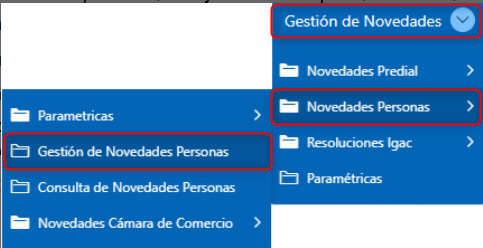 Gestión de Novedades
Novedades Predial
Novedades Personas
Resoluciones Igac
Paramétricas
Parametricas
Gestión de Novedades Personas
Consulta de Novedades Personas
Novedades Cámara de Comercio